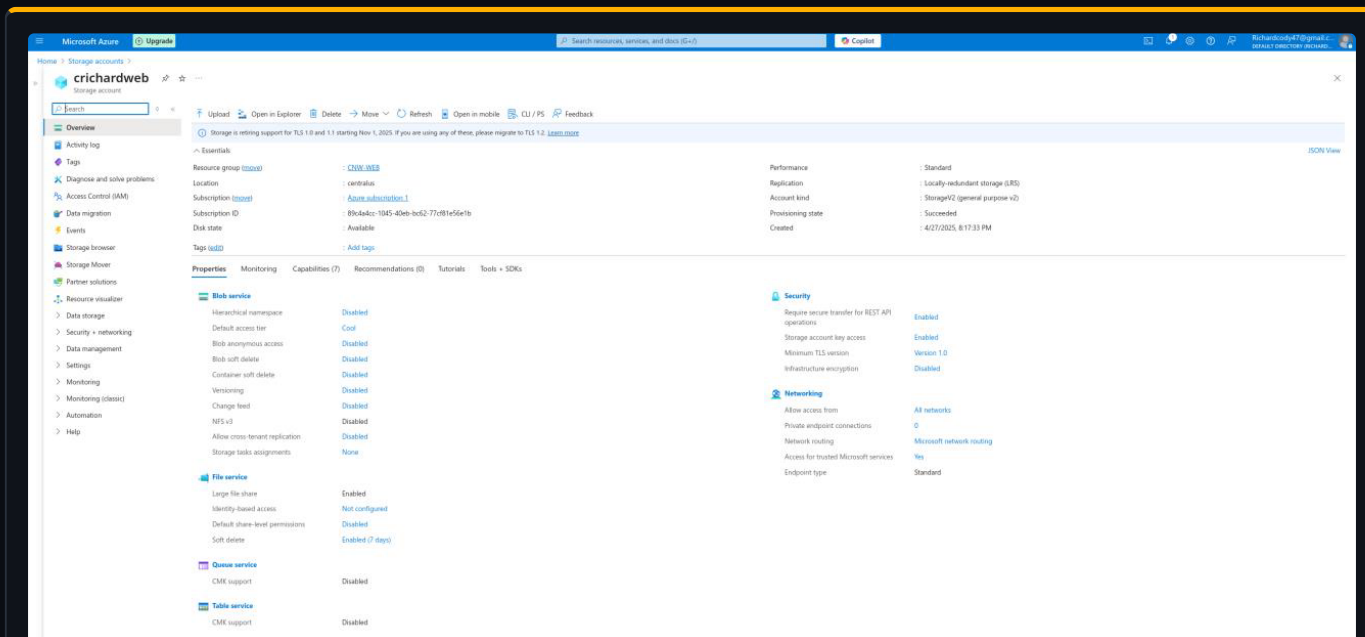 Microsoft Azure
Upgrade
Search resources, services, and docs (G+/)
Copilot
Richardcody47@gmail.c...
DEFAULT DIRECTORY (RICHARD...
Home > Storage accounts >
crichardweb
Storage account
Search
Overview
Activity log
Tags
Diagnose and solve problems
Access Control (IAM)
Data migration
Events
Storage browser
Storage Mover
Partner solutions
Resource visualizer
Data storage
Security + networking
Data management
Settings
Monitoring
Monitoring (classic)
Automation
Help
Upload Open in Explorer Delete Move Refresh Open in mobile CLI / PS Feedback
Storage is retiring support for TLS 1.0 and 1.1 starting Nov 1, 2025. If you are using any of these, please migrate to TLS 1.2. Learn more
Essentials
JSON View
Resource group (move) : CNW-WEB
Location : centralus
Subscription (move) : Azure subscription 1
Subscription ID : 89c4a4cc-1045-40eb-bc62-77cf81e56e1b
Disk state : Available
Tags (edit) : Add tags
Performance : Standard
Replication : Locally-redundant storage (LRS)
Account kind : StorageV2 (general purpose v2)
Provisioning state : Succeeded
Created : 4/27/2025, 8:17:33 PM
Properties Monitoring Capabilities (7) Recommendations (0) Tutorials Tools + SDKs
Blob service
Hierarchical namespace Disabled
Default access tier Cool
Blob anonymous access Disabled
Blob soft delete Disabled
Container soft delete Disabled
Versioning Disabled
Change feed Disabled
NFS v3 Disabled
Allow cross-tenant replication Disabled
Storage tasks assignments None
File service
Large file share Enabled
Identity-based access Not configured
Default share-level permissions Disabled
Soft delete Enabled (7 days)
Queue service
CMK support Disabled
Table service
CMK support Disabled
Security
Require secure transfer for REST API
operations Enabled
Storage account key access Enabled
Minimum TLS version Version 1.0
Infrastructure encryption Disabled
Networking
Allow access from All networks
Private endpoint connections 0
Network routing Microsoft network routing
Access for trusted Microsoft services Yes
Endpoint type Standard